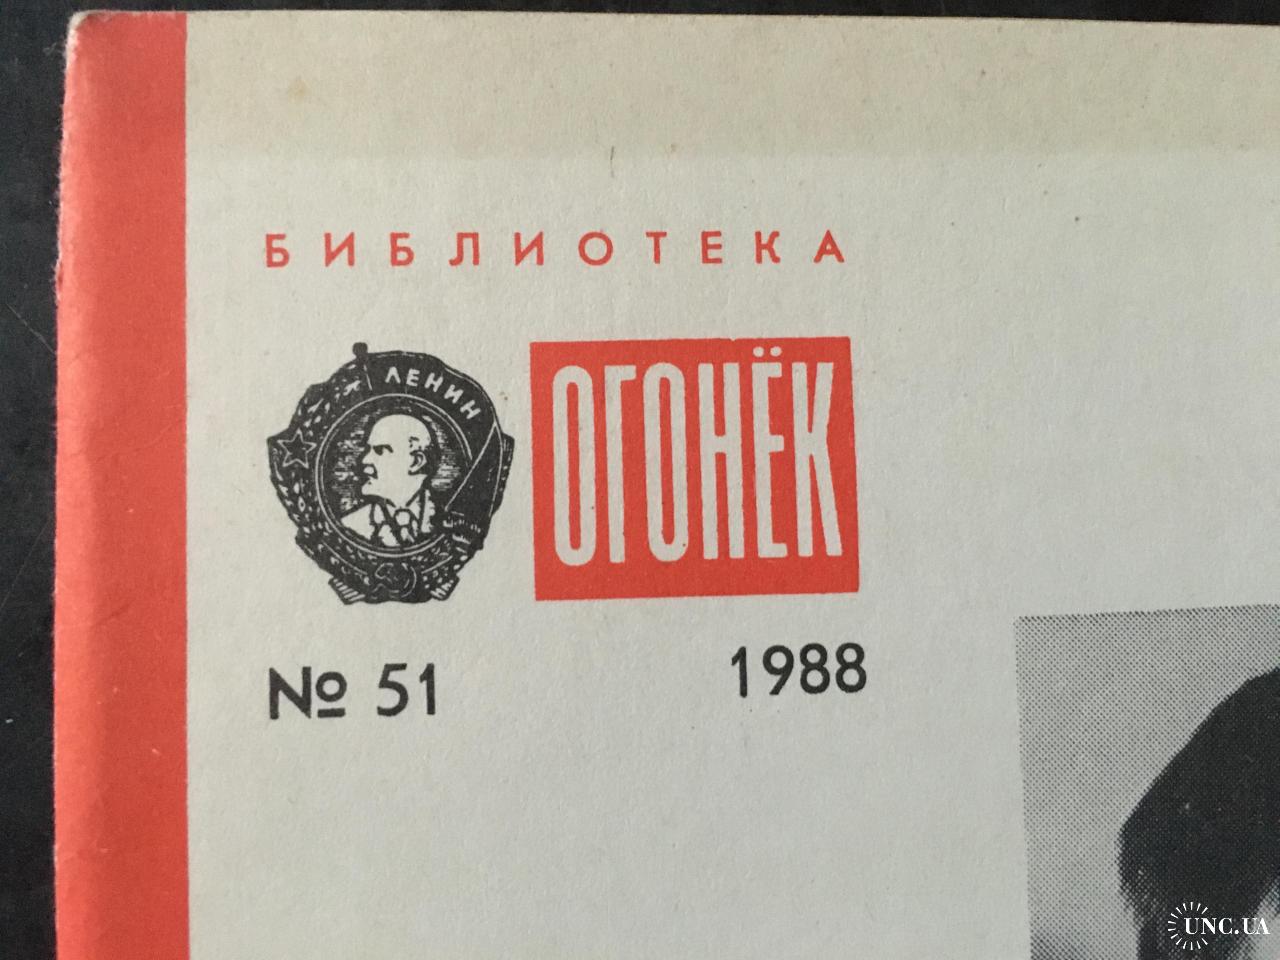 БИБЛИОТЕКА
ЛЕНИН
ОГОНЁК
№ 51
1988
UNC.UA